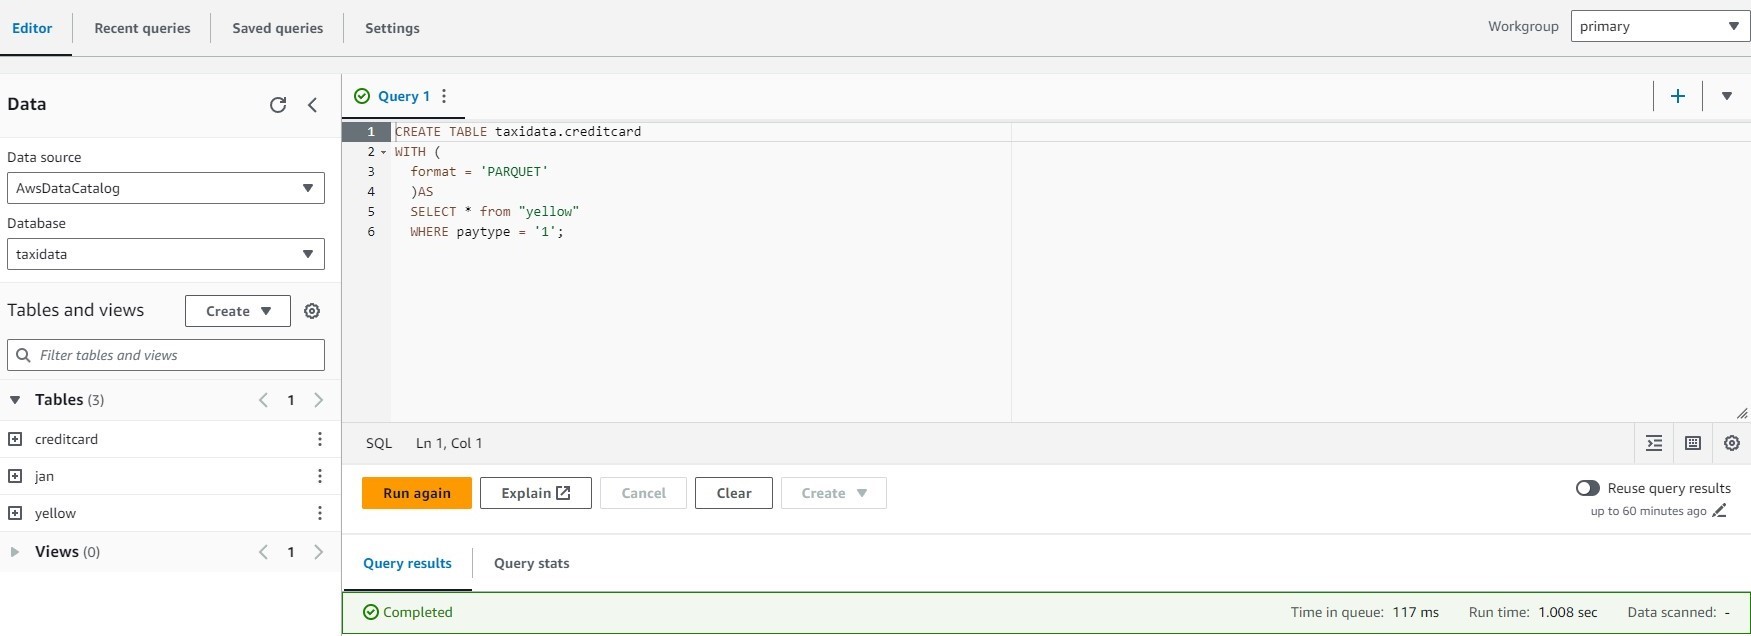 Editor Recent queries Saved queries Settings Workgroup primary
Data
Data source
AwsDataCatalog
Database
taxidata
Tables and views Create
Filter tables and views
Tables (3) 1
creditcard
jan
yellow
Views (0) 1
Query 1
1 CREATE TABLE taxidata.creditcard
2 WITH (
3 format = 'PARQUET'
4 )AS
5 SELECT * from "yellow"
6 WHERE paytype = '1';
SQL Ln 1, Col 1
Run again Explain Cancel Clear Create
Reuse query results
up to 60 minutes ago
Query results Query stats
Completed Time in queue: 117 ms Run time: 1.008 sec Data scanned: -